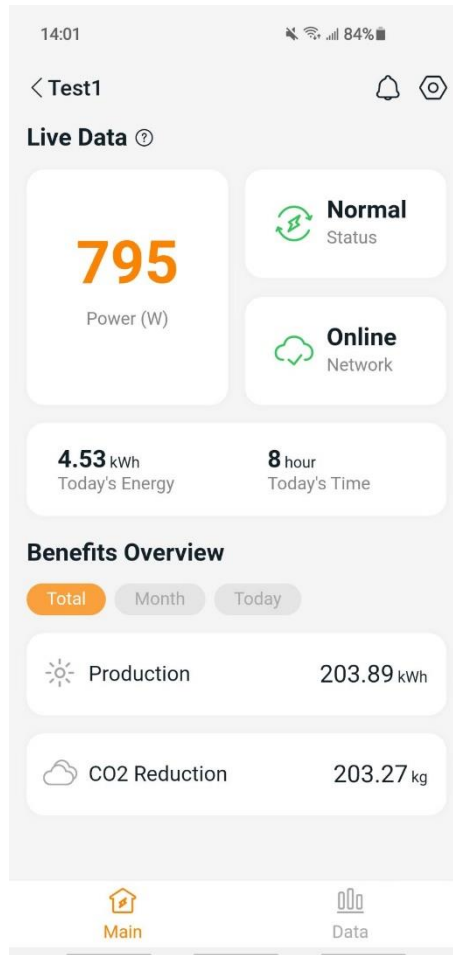 14:01 84%
Test1
Live Data ?
795
Power (W)
Normal
Status
Online
Network
4.53 kWh
Today's Energy
8 hour
Today's Time
Benefits Overview
Total Month Today
Production 203.89 kWh
CO2 Reduction 203.27 kg
Main Data